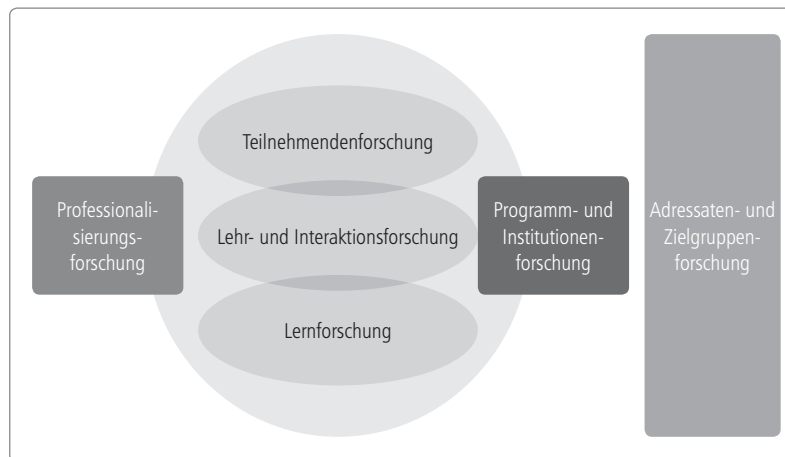 Teilnehmendenforschung
Professionali-
sierungs-
forschung
Lehr- und Interaktionsforschung
Programm- und
Institutionen-
forschung
Adressaten- und
Zielgruppen-
forschung
Lernforschung